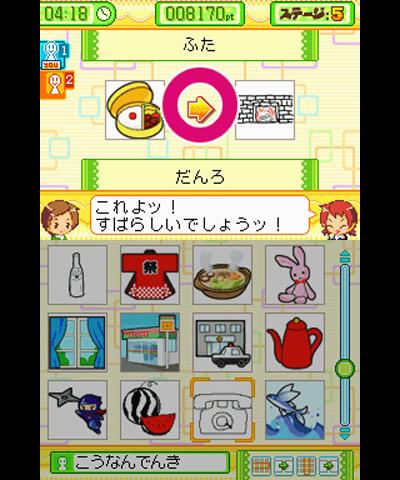 04:18
008170pt
ステージ:5
1
YOU
2
ふた
だんろ
これよッ!
すばらしいでしょうッ!
祭
こうなんでんき